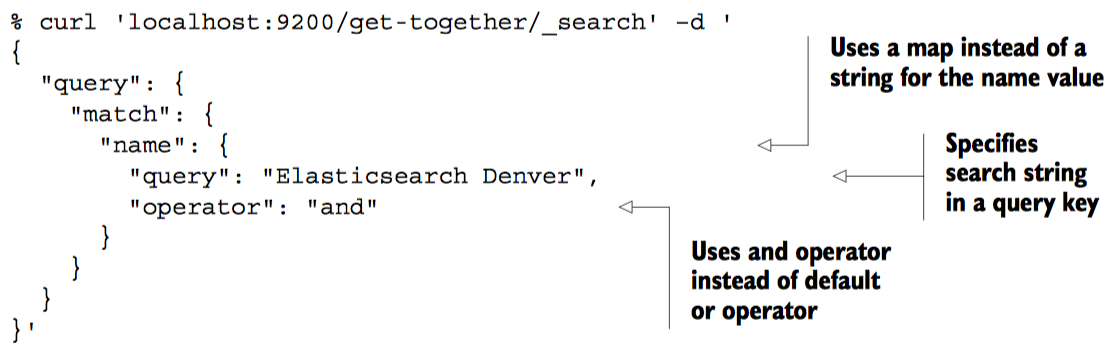 % curl 'localhost:9200/get-together/_search' -d '
{
"query": {
"match": {
"name": {
"query": "Elasticsearch Denver",
"operator": "and"
}
}
}
}'
Uses a map instead of a
string for the name value
Specifies
search string
in a query key
Uses and operator
instead of default
or operator